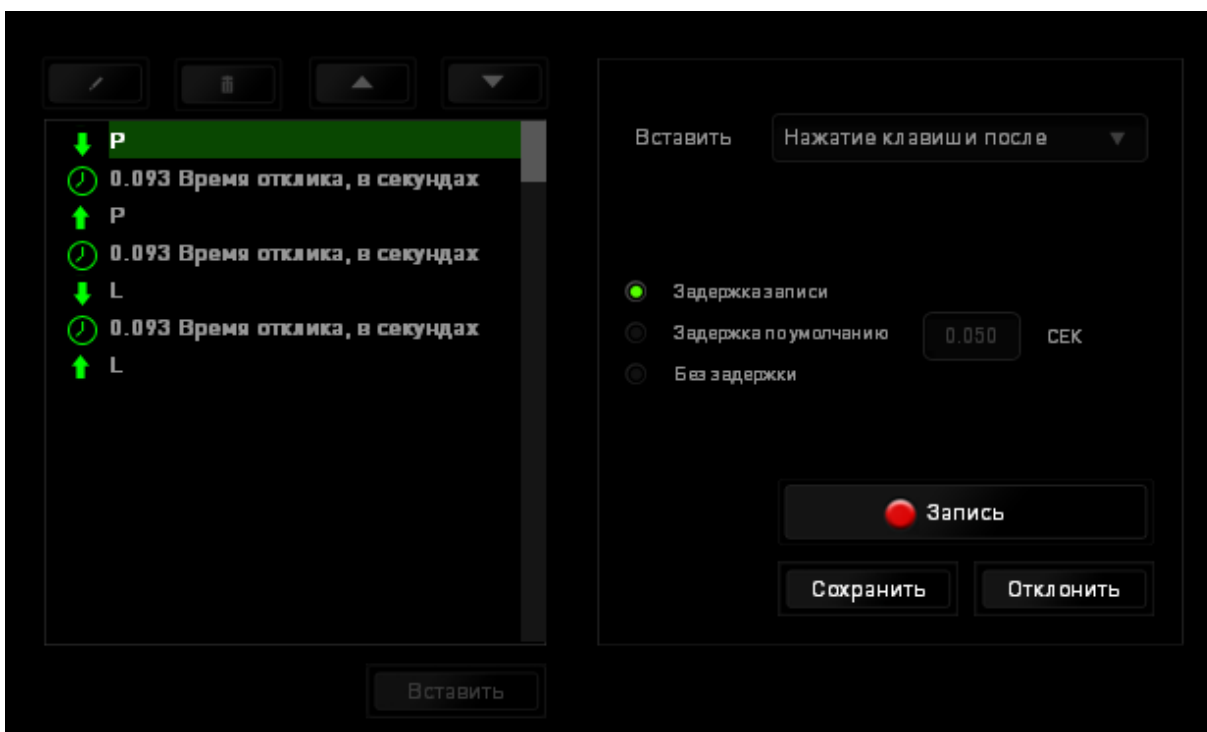 P
0.093 Время отклика, в секундах
P
0.093 Время отклика, в секундах
L
0.093 Время отклика, в секундах
L
Вставить
Вставить Нажатие клавиши после
Задержка записи
Задержка по умолчанию 0.050 СЕК
Без задержки
Запись
Сохранить Отклонить